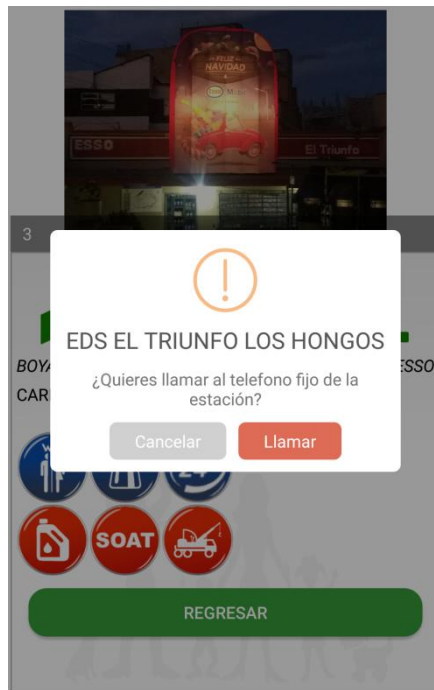 FELIZ
NAVIDAD
ESSO
El Triunfo
3
EDS EL TRIUNFO LOS HONGOS
BOYA
ESSO
¿Quieres llamar al telefono fijo de la
estación?
CAR
Cancelar
Llamar
24
SOAT
REGRESAR